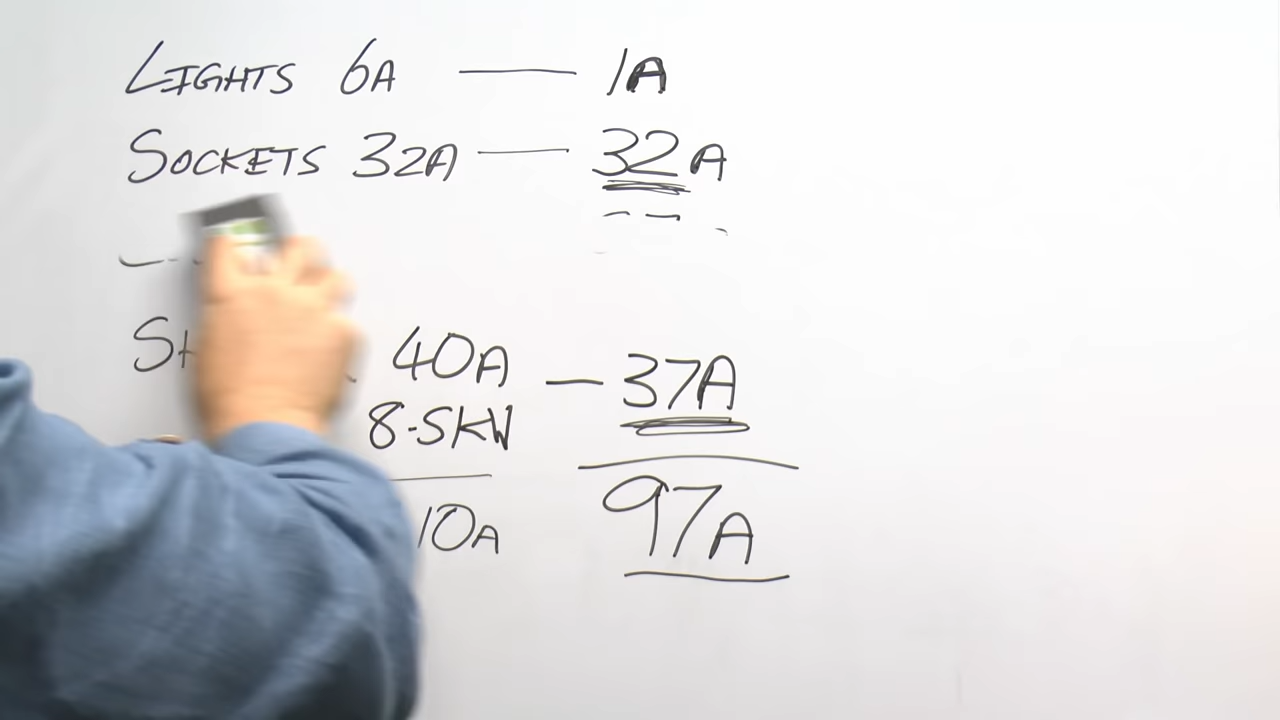 LIGHTS 6A — 1A
SOCKETS 32A — 32A
40A — 37A
8.5KW
10A 97A